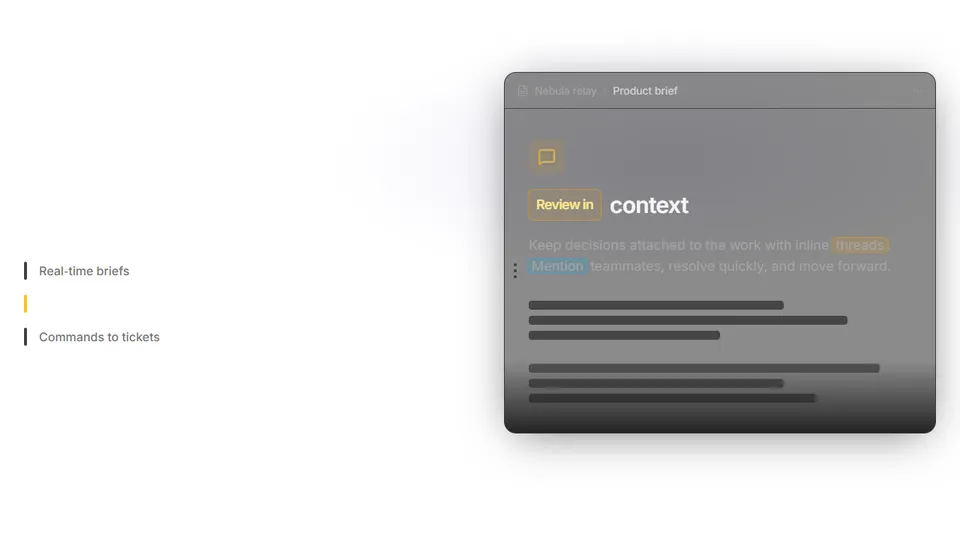 Real-time briefs
Commands to tickets
Nebula relay Product brief
Review in context
Keep decisions attached to the work with inline threads
Mention teammates, resolve quickly, and move forward.